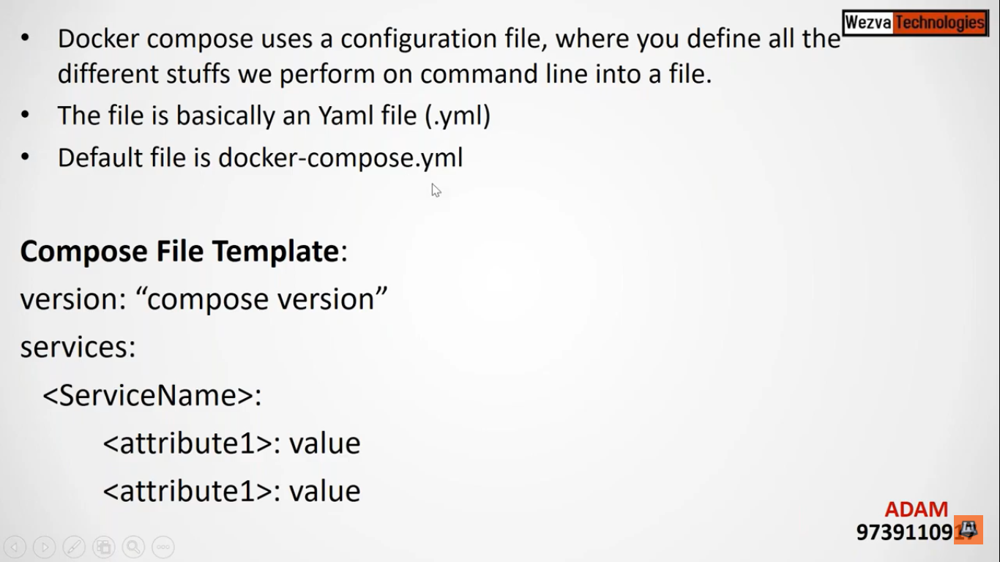 Wezva Technologies
• Docker compose uses a configuration file, where you define all the
different stuffs we perform on command line into a file.
• The file is basically an Yaml file (.yml)
• Default file is docker-compose.yml
Compose File Template:
version: “compose version”
services:
<ServiceName>:
<attribute1>: value
<attribute1>: value
ADAM